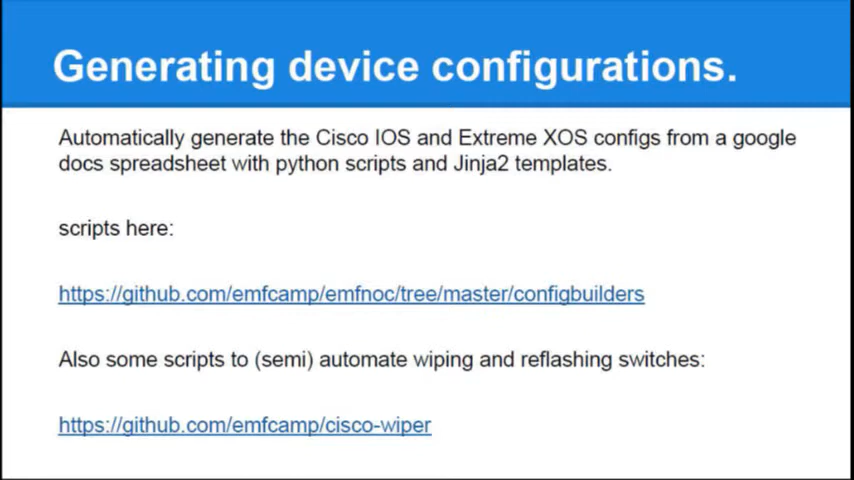 Generating device configurations.
Automatically generate the Cisco IOS and Extreme XOS configs from a google
docs spreadsheet with python scripts and Jinja2 templates.
scripts here:
https://github.com/emfcamp/emfnoc/tree/master/configbuilders
Also some scripts to (semi) automate wiping and reflashing switches:
https://github.com/emfcamp/cisco-wiper